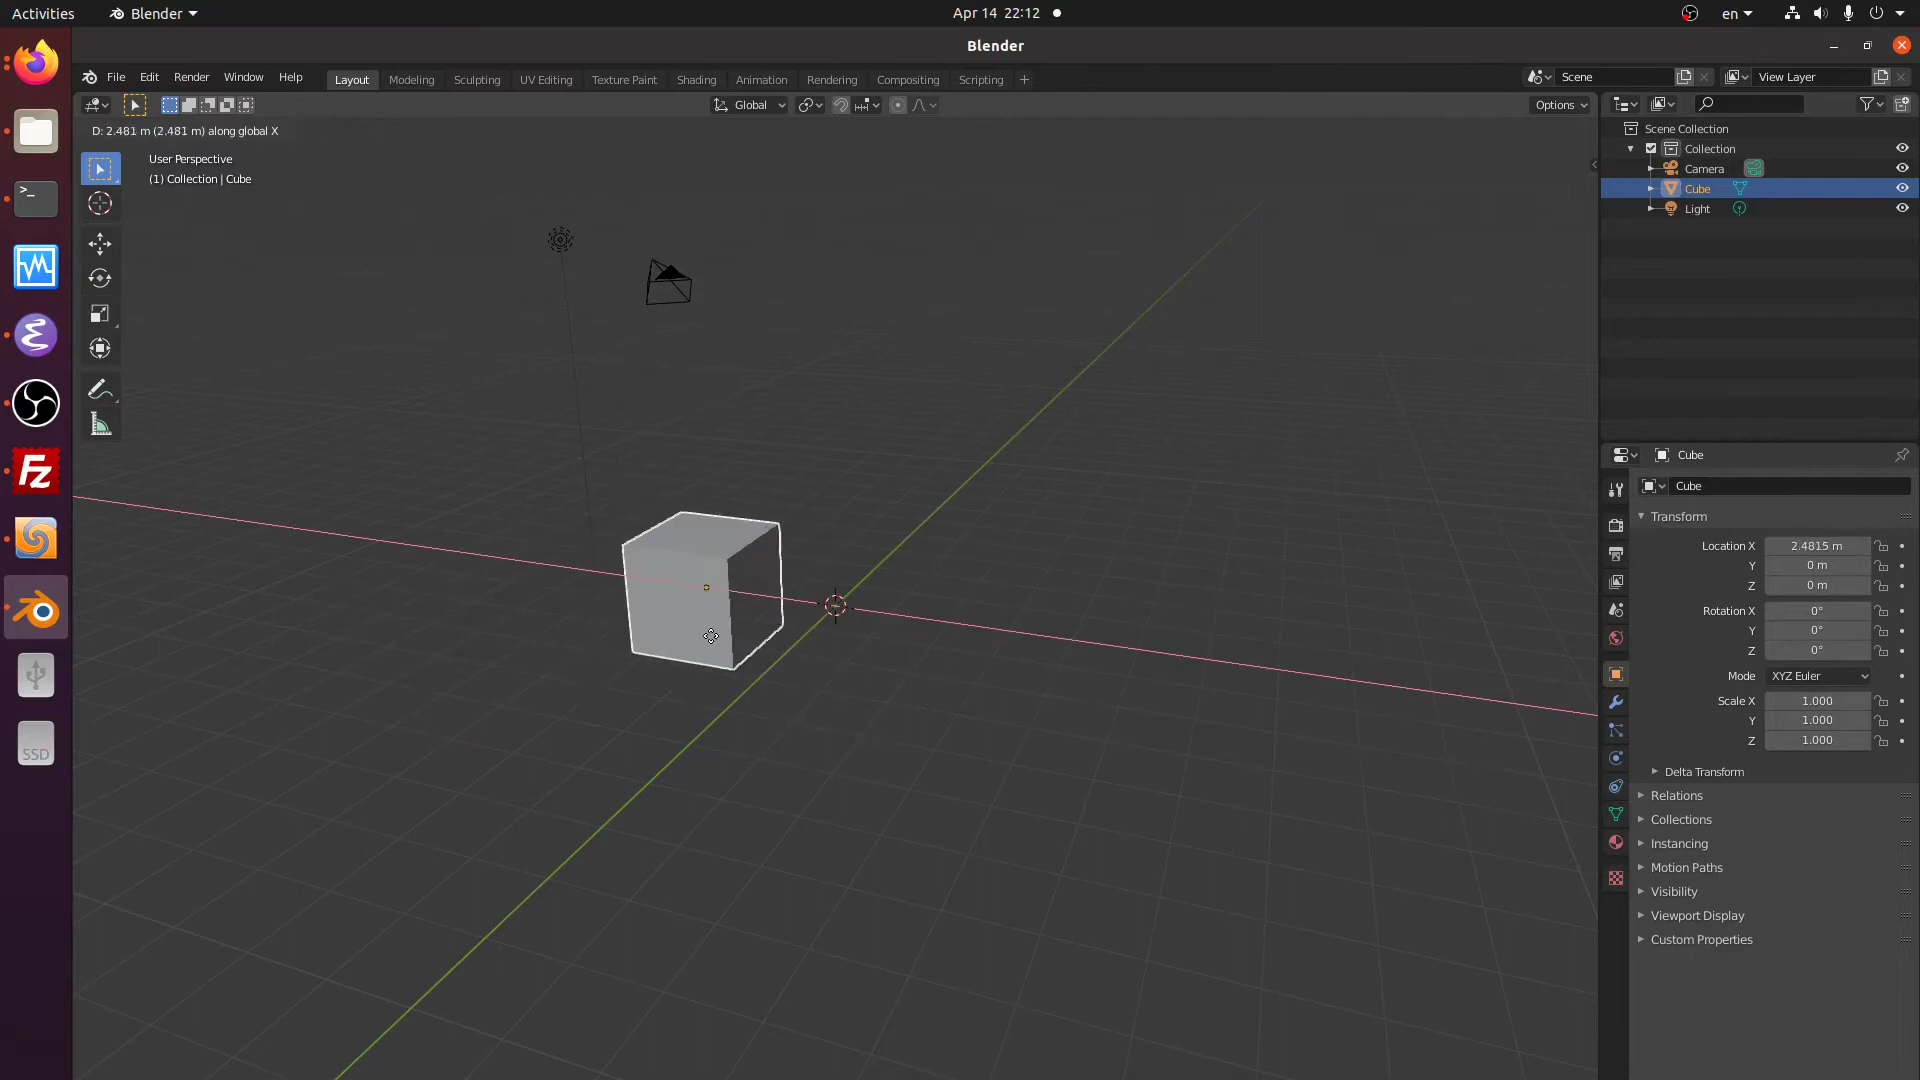 Activities Blender Apr 14 22:12 en
Blender
File Edit Render Window Help Layout Modeling Sculpting UV Editing Texture Paint Shading Animation Rendering Compositing Scripting + Scene View Layer
Global Options
D: 2.481 m (2.481 m) along global X
User Perspective
(1) Collection | Cube
Scene Collection
Collection
Camera
Cube
Light
Cube
Cube
Transform
Location X 2.4815 m
Y 0 m
Z 0 m
Rotation X 0°
Y 0°
Z 0°
Mode XYZ Euler
Scale X 1.000
Y 1.000
Z 1.000
Delta Transform
Relations
Collections
Instancing
Motion Paths
Visibility
Viewport Display
Custom Properties
>_
Fz
SSD